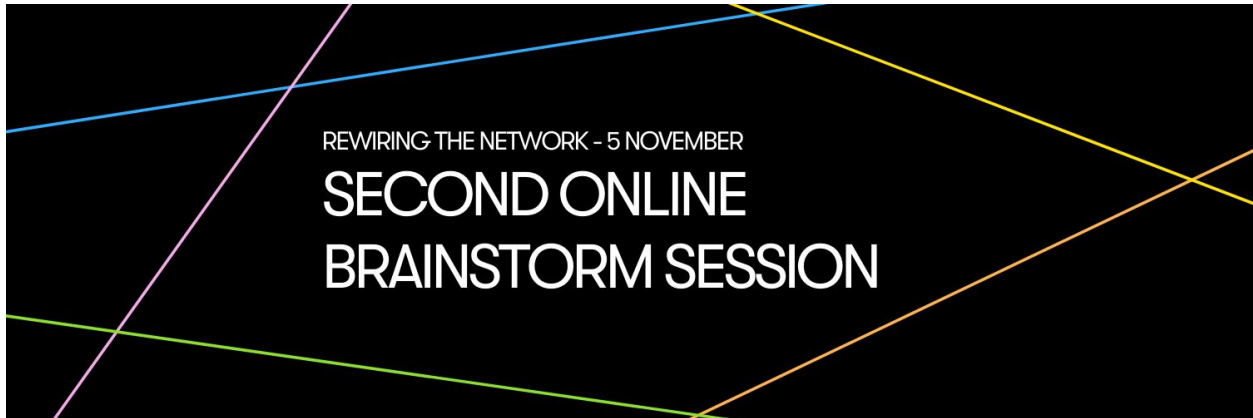 REWIRING THE NETWORK - 5 NOVEMBER
SECOND ONLINE
BRAINSTORM SESSION